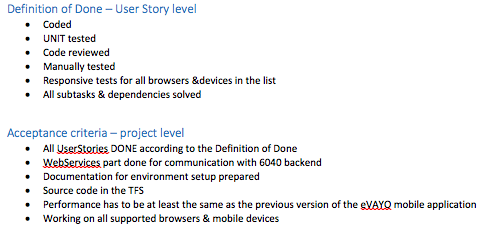 Definition of Done – User Story level
• Coded
• UNIT tested
• Code reviewed
• Manually tested
• Responsive tests for all browsers &devices in the list
• All subtasks & dependencies solved
Acceptance criteria – project level
• All UserStories DONE according to the Definition of Done
• WebServices part done for communication with 6040 backend
• Documentation for environment setup prepared
• Source code in the TFS
• Performance has to be at least the same as the previous version of the eVAYO mobile application
• Working on all supported browsers & mobile devices